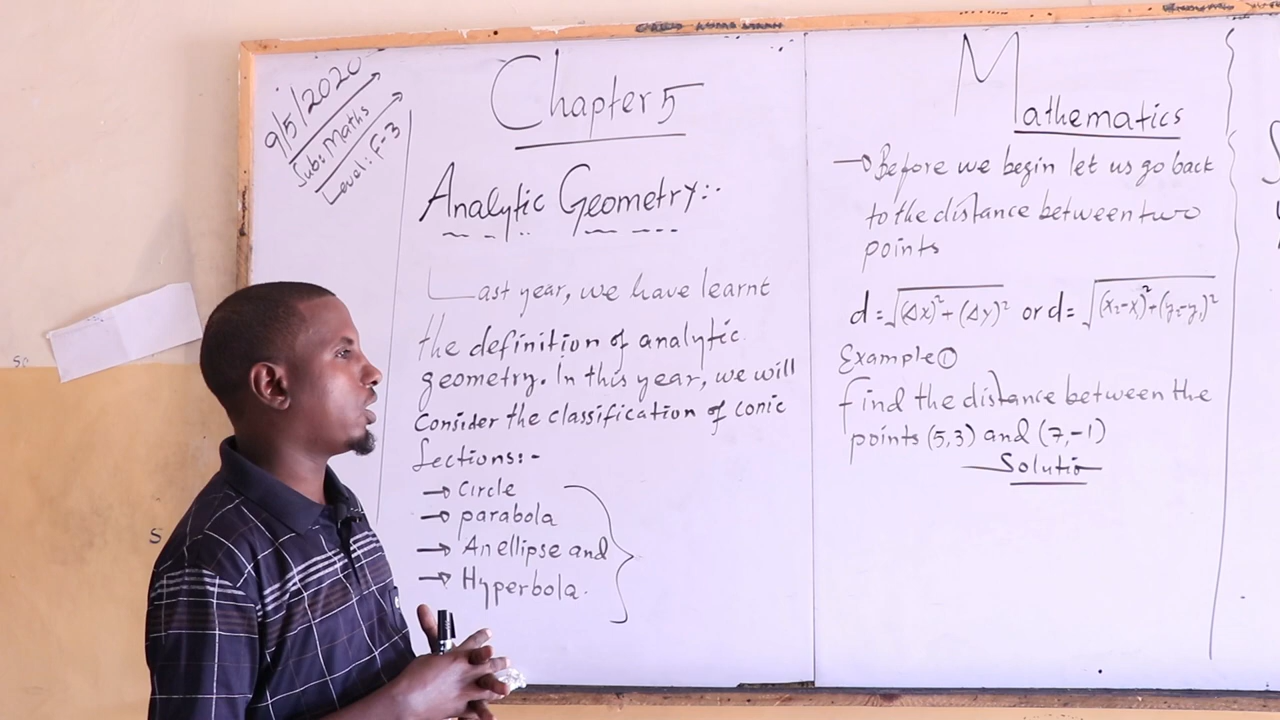 9/5/2020
Sub: Maths
Level: F-3
Chapter 5
Analytic Geometry:-
Last year, we have learnt
the definition of analytic
geometry. In this year, we will
Consider the classification of conic
Sections:-
→ Circle
→ parabola
→ An ellipse and
→ Hyperbola.
Mathematics
→ Before we begin let us go back
to the distance between two
points
d = √(Δx)² + (Δy)² or d = √(x₂-x₁)² + (y₂-y₁)²
Example ①
find the distance between the
points (5,3) and (7,-1)
Solutio